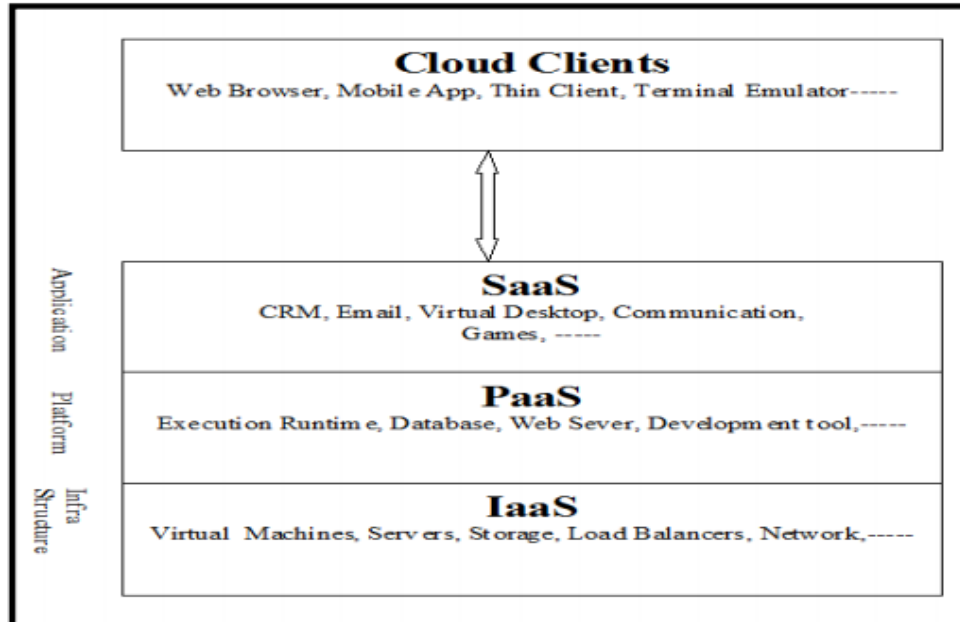 Cloud Clients
Web Browser, Mobile App, Thin Client, Terminal Emulator-----
Application
SaaS
CRM, Email, Virtual Desktop, Communication,
Games, -----
Platform
PaaS
Execution Runtime, Database, Web Sever, Development tool,-----
Infra
Structure
IaaS
Virtual Machines, Servers, Storage, Load Balancers, Network,-----